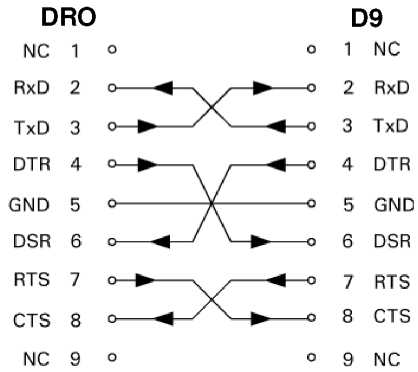 DRO D9
NC 1 1 NC
RxD 2 2 RxD
TxD 3 3 TxD
DTR 4 4 DTR
GND 5 5 GND
DSR 6 6 DSR
RTS 7 7 RTS
CTS 8 8 CTS
NC 9 9 NC